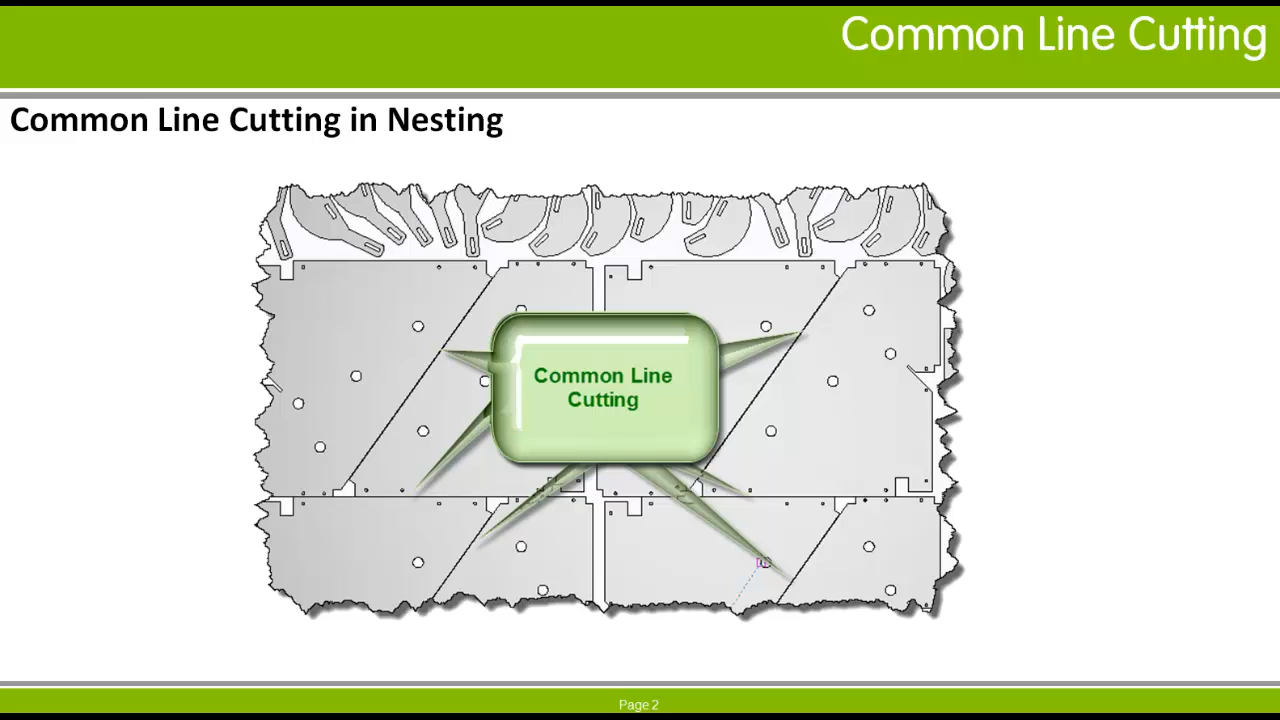 Common Line Cutting
Common Line Cutting in Nesting
Common Line
Cutting
Page 2